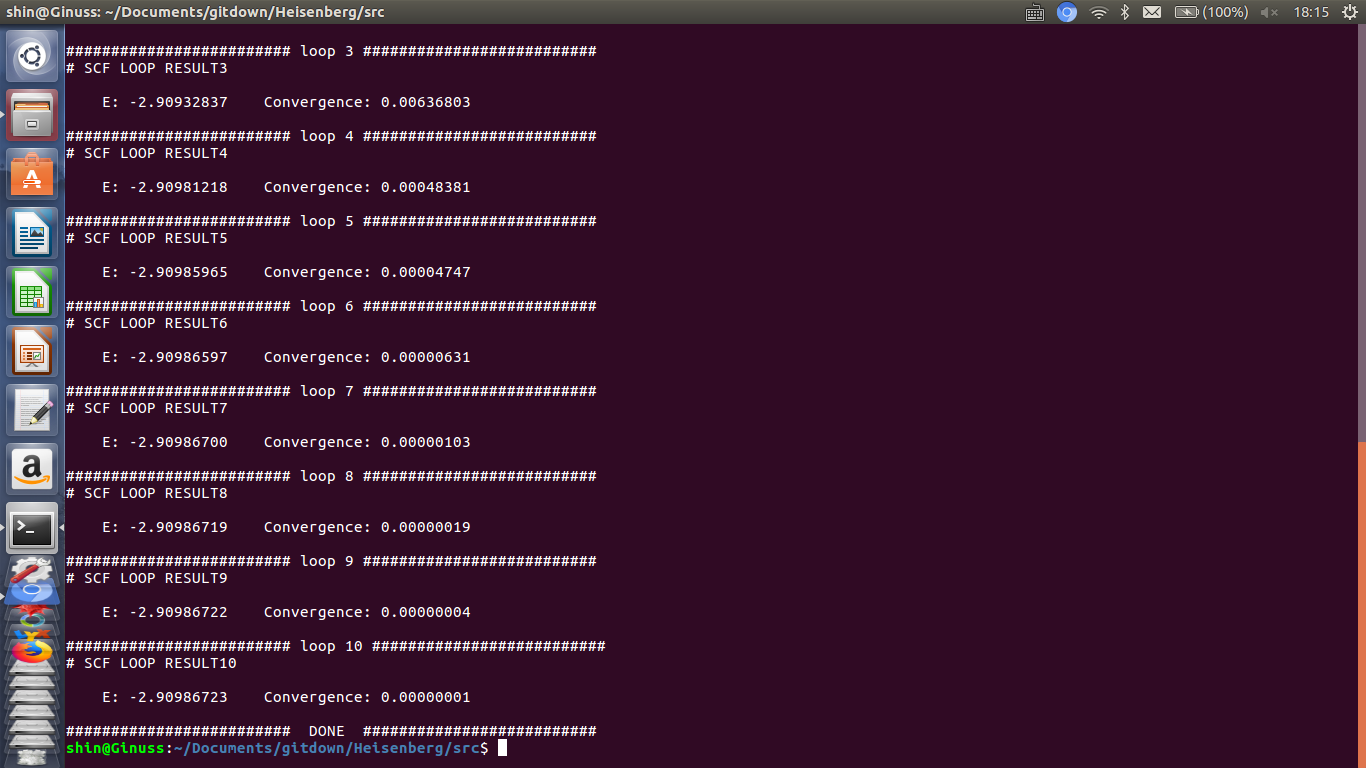 shin@Ginuss: ~/Documents/gitdown/Heisenberg/src (100%) 18:15
######################### loop 3 ##########################
# SCF LOOP RESULT3
E: -2.90932837 Convergence: 0.00636803
######################### loop 4 ##########################
# SCF LOOP RESULT4
E: -2.90981218 Convergence: 0.00048381
######################### loop 5 ##########################
# SCF LOOP RESULT5
E: -2.90985965 Convergence: 0.00004747
######################### loop 6 ##########################
# SCF LOOP RESULT6
E: -2.90986597 Convergence: 0.00000631
######################### loop 7 ##########################
# SCF LOOP RESULT7
E: -2.90986700 Convergence: 0.00000103
######################### loop 8 ##########################
# SCF LOOP RESULT8
E: -2.90986719 Convergence: 0.00000019
######################### loop 9 ##########################
# SCF LOOP RESULT9
E: -2.90986722 Convergence: 0.00000004
######################### loop 10 ##########################
# SCF LOOP RESULT10
E: -2.90986723 Convergence: 0.00000001
######################### DONE ##########################
shin@Ginuss:~/Documents/gitdown/Heisenberg/src$